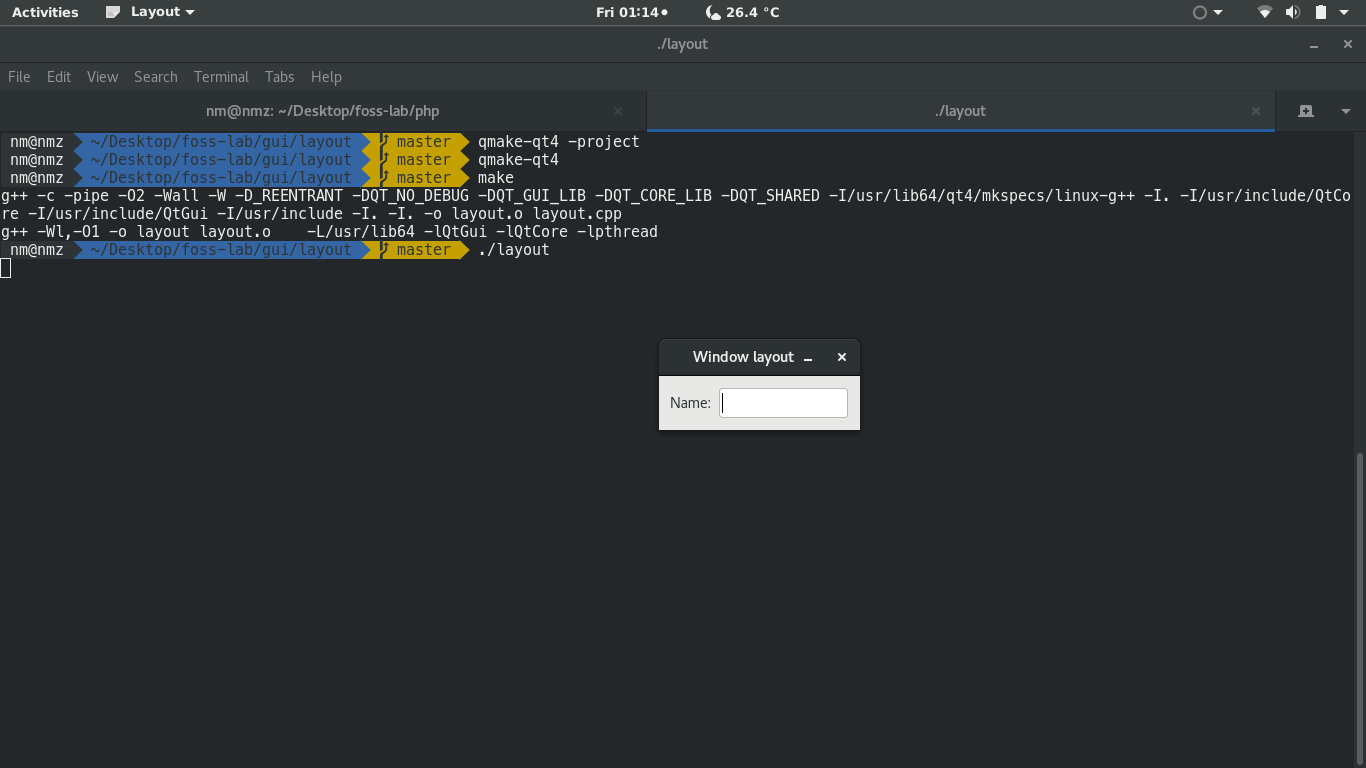 Activities Layout Fri 01:14 26.4 °C
./layout
File Edit View Search Terminal Tabs Help
nm@nmz: ~/Desktop/foss-lab/php ./layout
nm@nmz ~/Desktop/foss-lab/gui/layout master qmake-qt4 -project
nm@nmz ~/Desktop/foss-lab/gui/layout master qmake-qt4
nm@nmz ~/Desktop/foss-lab/gui/layout master make
g++ -c -pipe -O2 -Wall -W -D_REENTRANT -DQT_NO_DEBUG -DQT_GUI_LIB -DQT_CORE_LIB -DQT_SHARED -I/usr/lib64/qt4/mkspecs/linux-g++ -I. -I/usr/include/QtCo
re -I/usr/include/QtGui -I/usr/include -I. -I. -o layout.o layout.cpp
g++ -Wl,-O1 -o layout layout.o    -L/usr/lib64 -lQtGui -lQtCore -lpthread
nm@nmz ~/Desktop/foss-lab/gui/layout master ./layout
Window layout
Name: